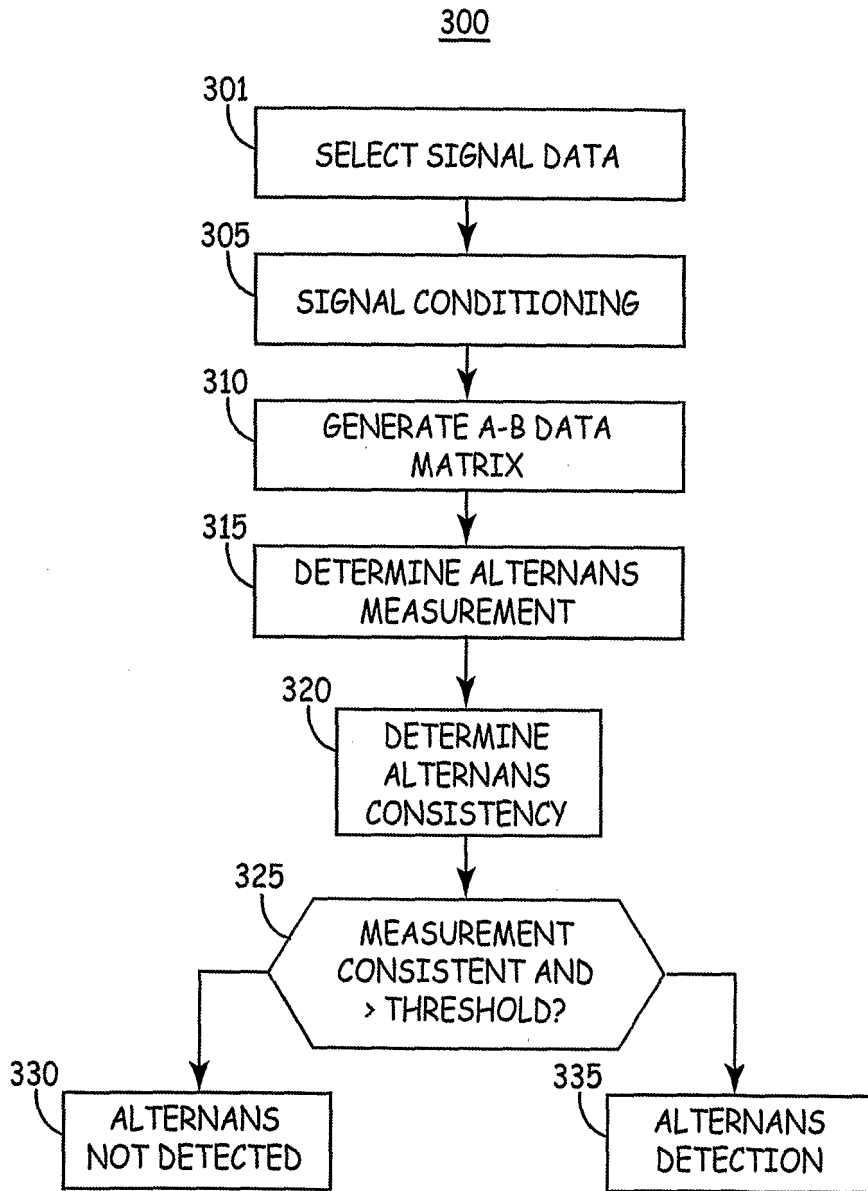 300
301
SELECT SIGNAL DATA
305
SIGNAL CONDITIONING
310
GENERATE A-B DATA
MATRIX
315
DETERMINE ALTERNANS
MEASUREMENT
320
DETERMINE
ALTERNANS
CONSISTENCY
325
MEASUREMENT
CONSISTENT AND
> THRESHOLD?
330
ALTERNANS
NOT DETECTED
335
ALTERNANS
DETECTION